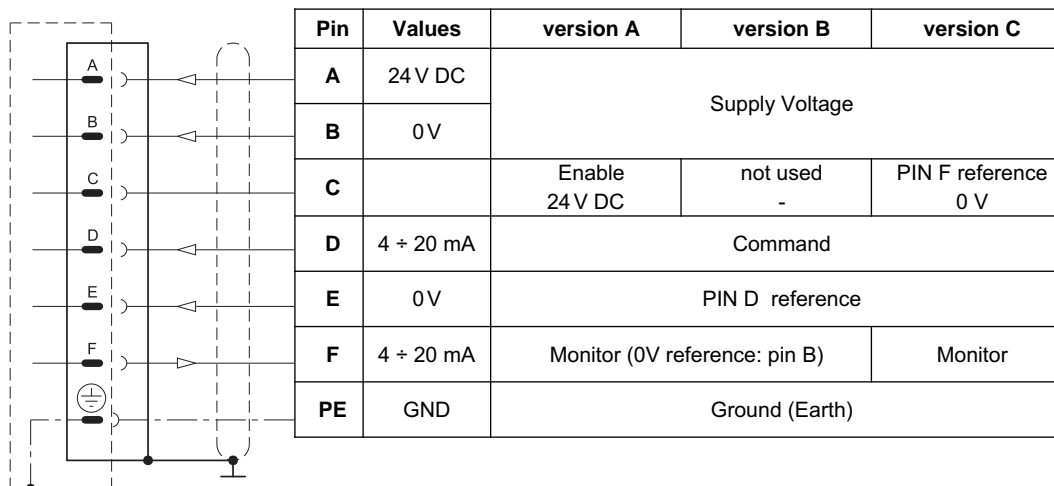 Pin Values version A version B version C
A 24 V DC
Supply Voltage
B 0 V
C Enable not used PIN F reference
24 V DC - 0 V
D 4 ÷ 20 mA Command
E 0 V PIN D reference
F 4 ÷ 20 mA Monitor (0V reference: pin B) Monitor
PE GND Ground (Earth)
A
B
C
D
E
F